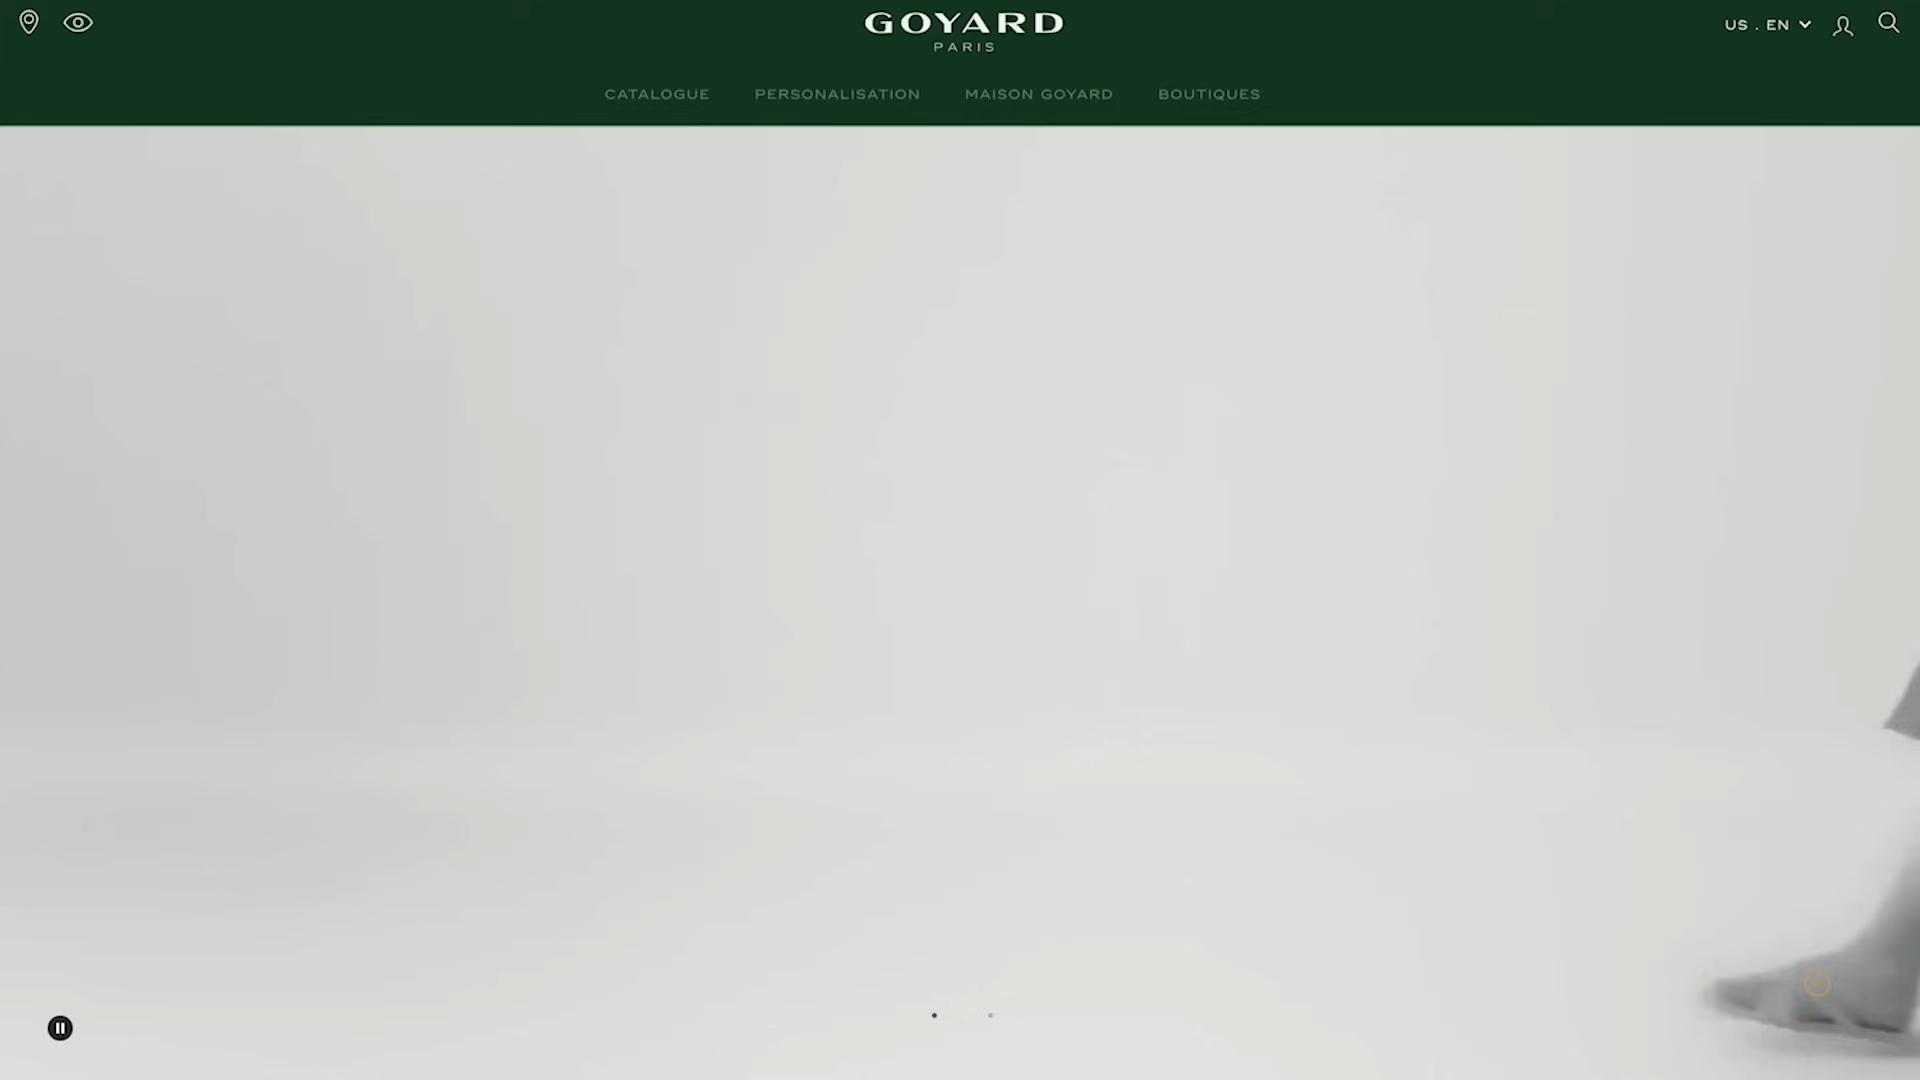 GOYARD
PARIS
US . EN
CATALOGUE PERSONALISATION MAISON GOYARD BOUTIQUES